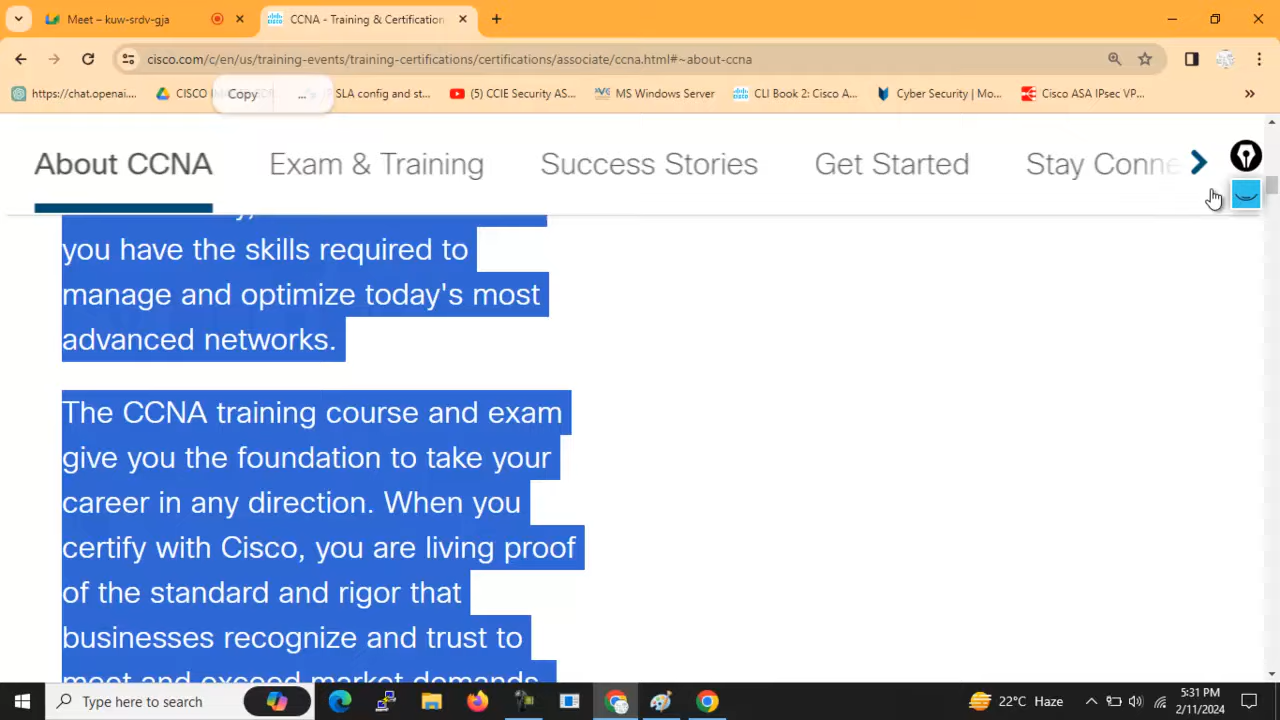 Meet – kuw-srdv-gja
CCNA - Training & Certification
cisco.com/c/en/us/training-events/training-certifications/certifications/associate/ccna.html#~about-ccna
https://chat.openai....
CISCO
Copy
...
SLA config and st...
(5) CCIE Security AS...
MS Windows Server
CLI Book 2: Cisco A...
Cyber Security | Mo...
Cisco ASA IPsec VP...
About CCNA
Exam & Training
Success Stories
Get Started
Stay Conne
you have the skills required to
manage and optimize today's most
advanced networks.
The CCNA training course and exam
give you the foundation to take your
career in any direction. When you
certify with Cisco, you are living proof
of the standard and rigor that
businesses recognize and trust to
meet and exceed market demands.
Type here to search
22°C Haze
5:31 PM
2/11/2024